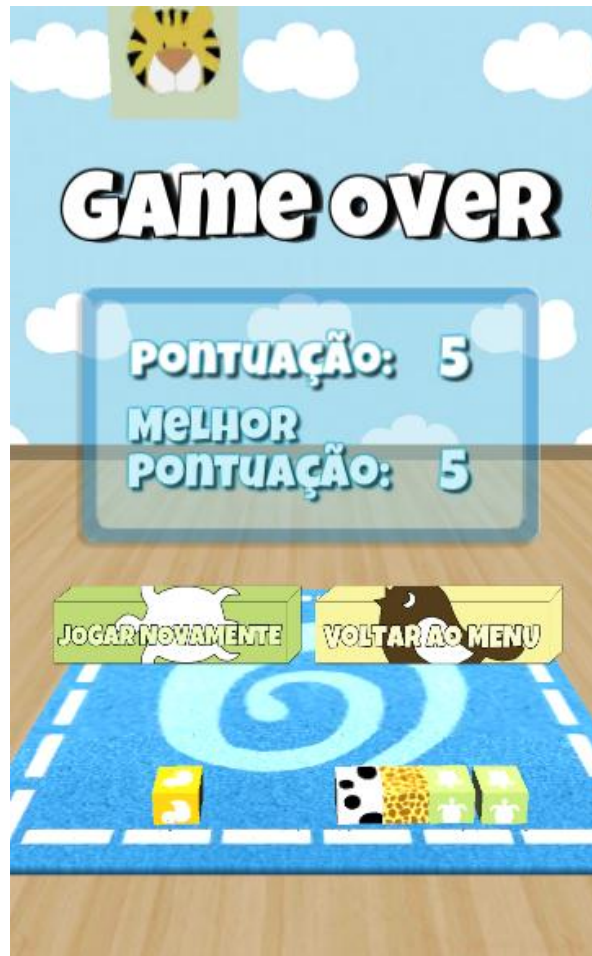 GAME OVER
PONTUAÇÃO: 5
MELHOR
PONTUAÇÃO: 5
JOGAR NOVAMENTE
VOLTAR AO MENU